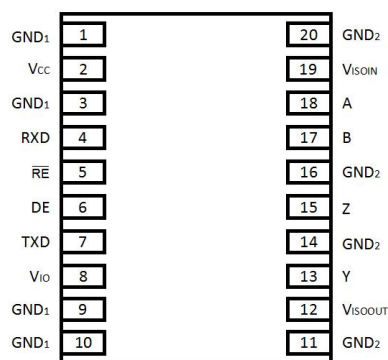 GND1 1 20 GND2
VCC 2 19 VISOIN
GND1 3 18 A
RXD 4 17 B
RE 5 16 GND2
DE 6 15 Z
TXD 7 14 GND2
VIO 8 13 Y
GND1 9 12 VISOOUT
GND1 10 11 GND2